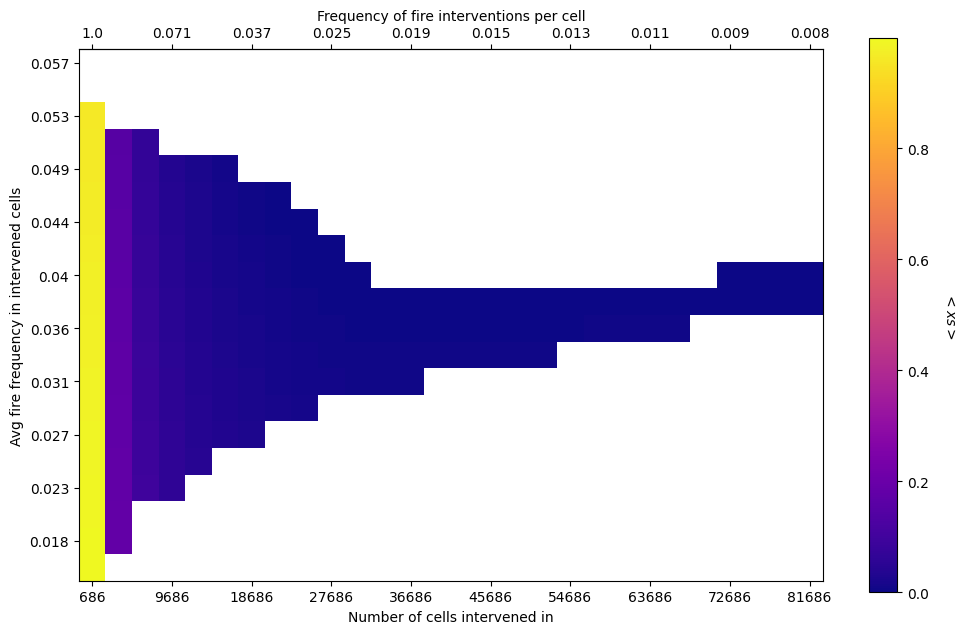 Frequency of fire interventions per cell
1.0 0.071 0.037 0.025 0.019 0.015 0.013 0.011 0.009 0.008
0.057
0.053
0.049
0.044
0.04
0.036
0.031
0.027
0.023
0.018
Avg fire frequency in intervened cells
686 9686 18686 27686 36686 45686 54686 63686 72686 81686
Number of cells intervened in
0.8
0.6
0.4
0.2
0.0
< xs >